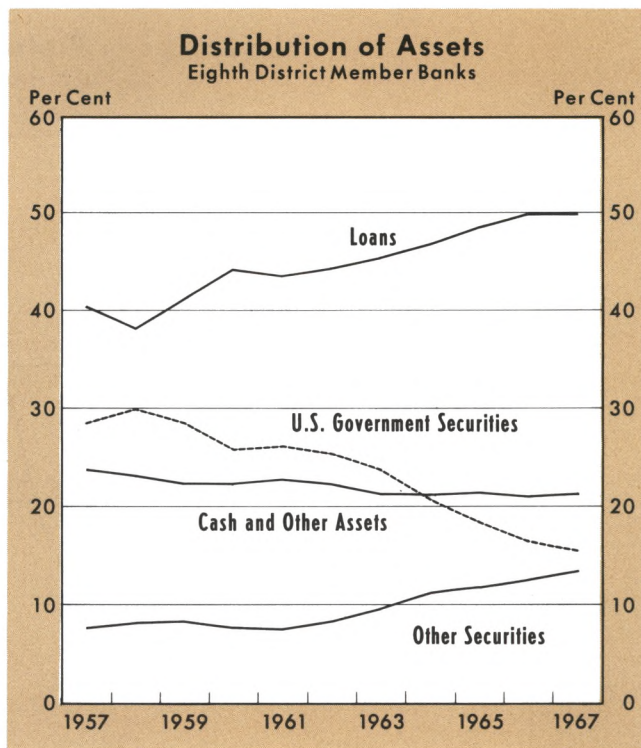 Distribution of Assets
Eighth District Member Banks
Per Cent Per Cent
60 60
50 50
Loans
40 40
30 30
U.S. Government Securities
20 20
Cash and Other Assets
10 10
Other Securities
0 0
1957 1959 1961 1963 1965 1967